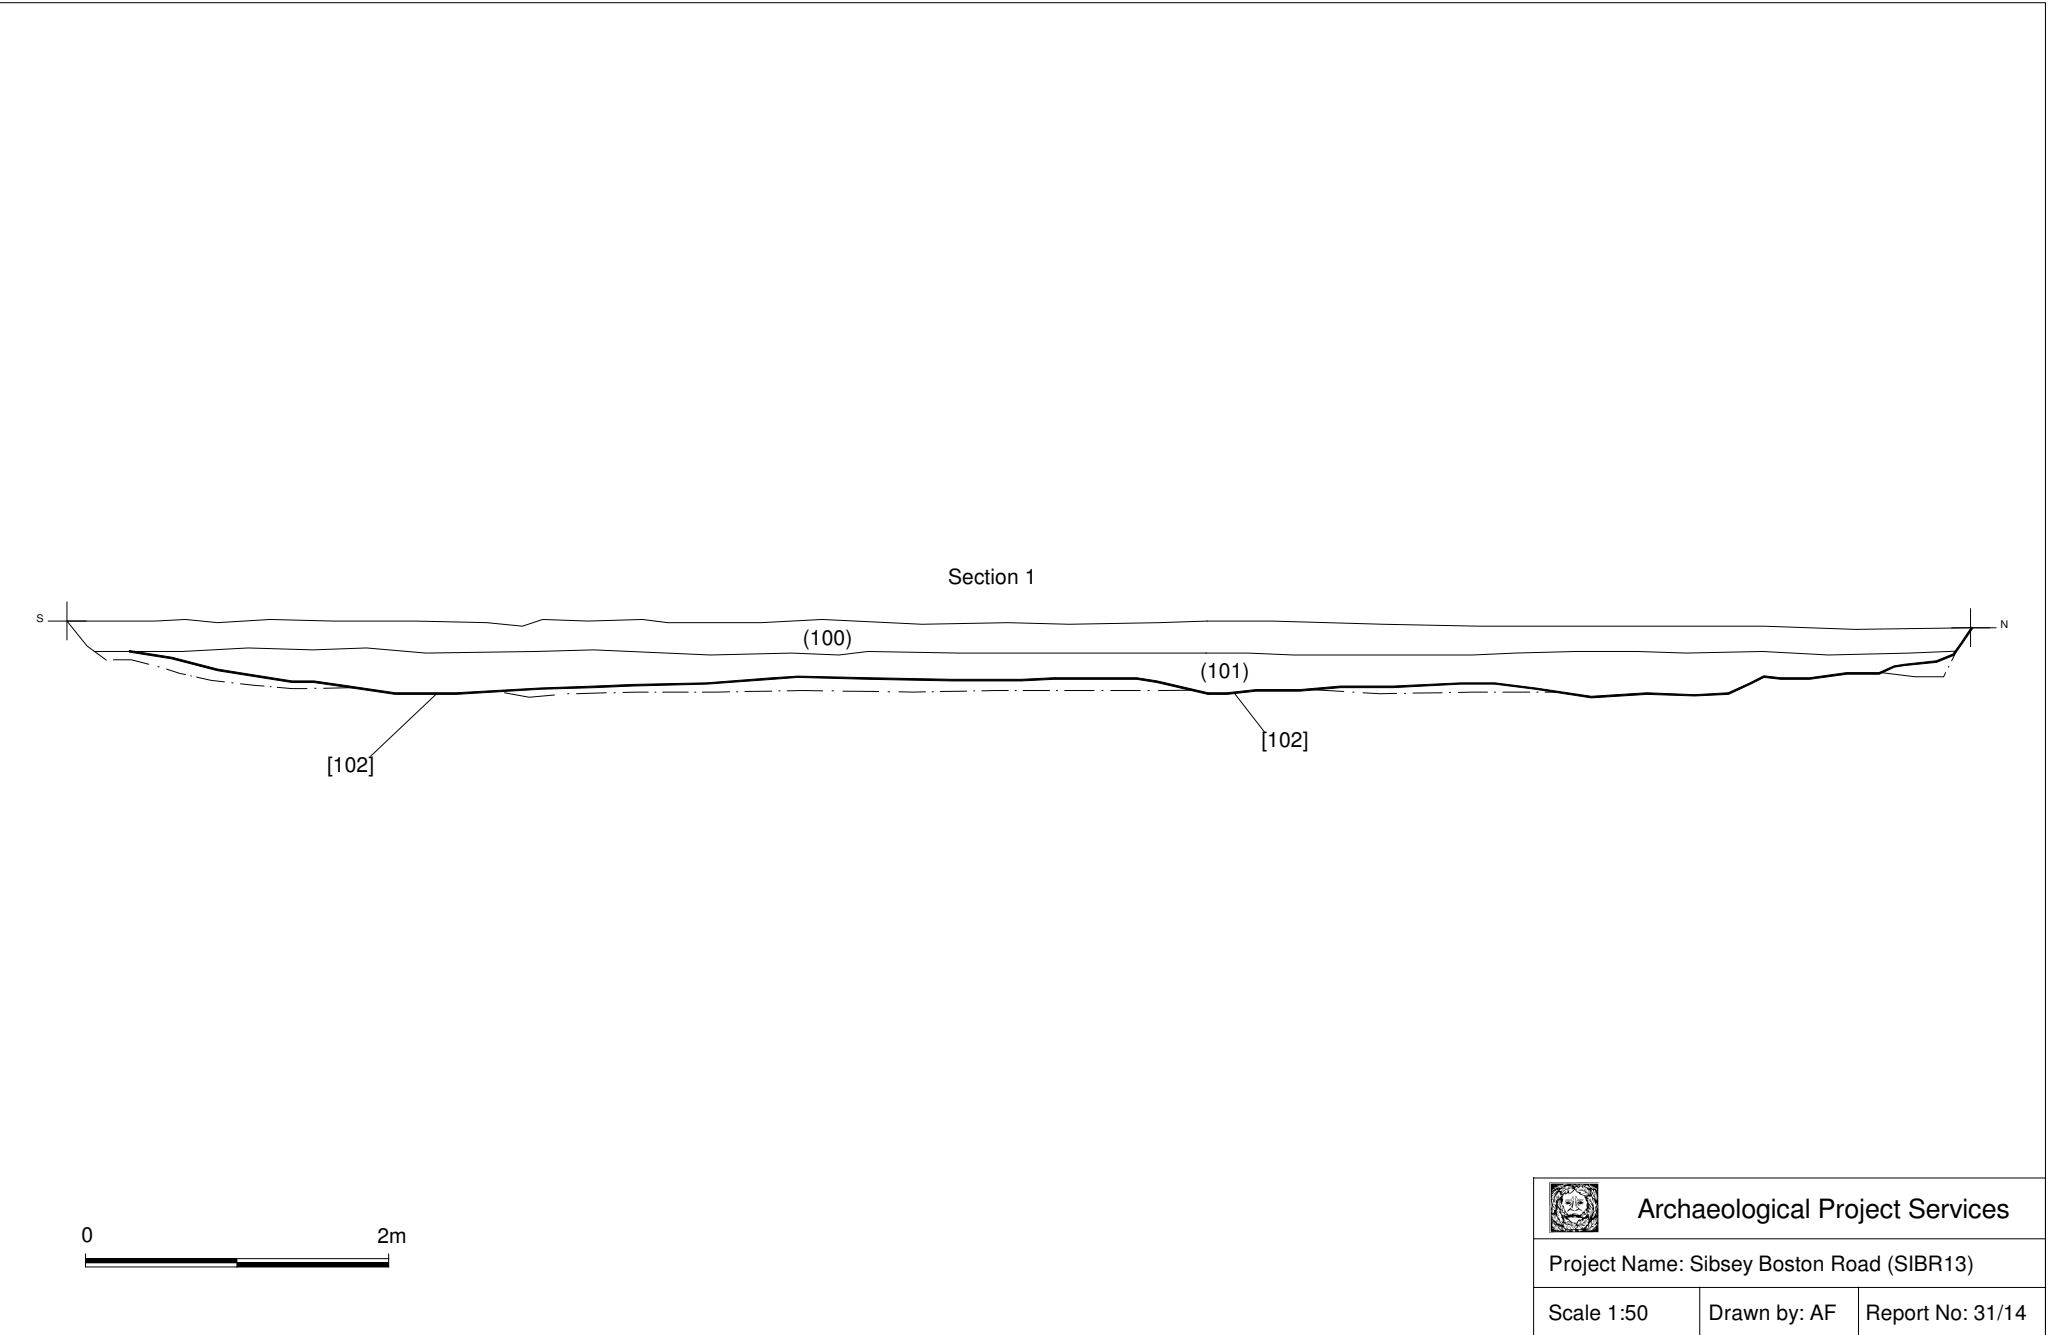 Section 1
S
N
(100)
(101)
[102]
[102]
0 2m
Archaeological Project Services
Project Name: Sibsey Boston Road (SIBR13)
Scale 1:50 Drawn by: AF Report No: 31/14